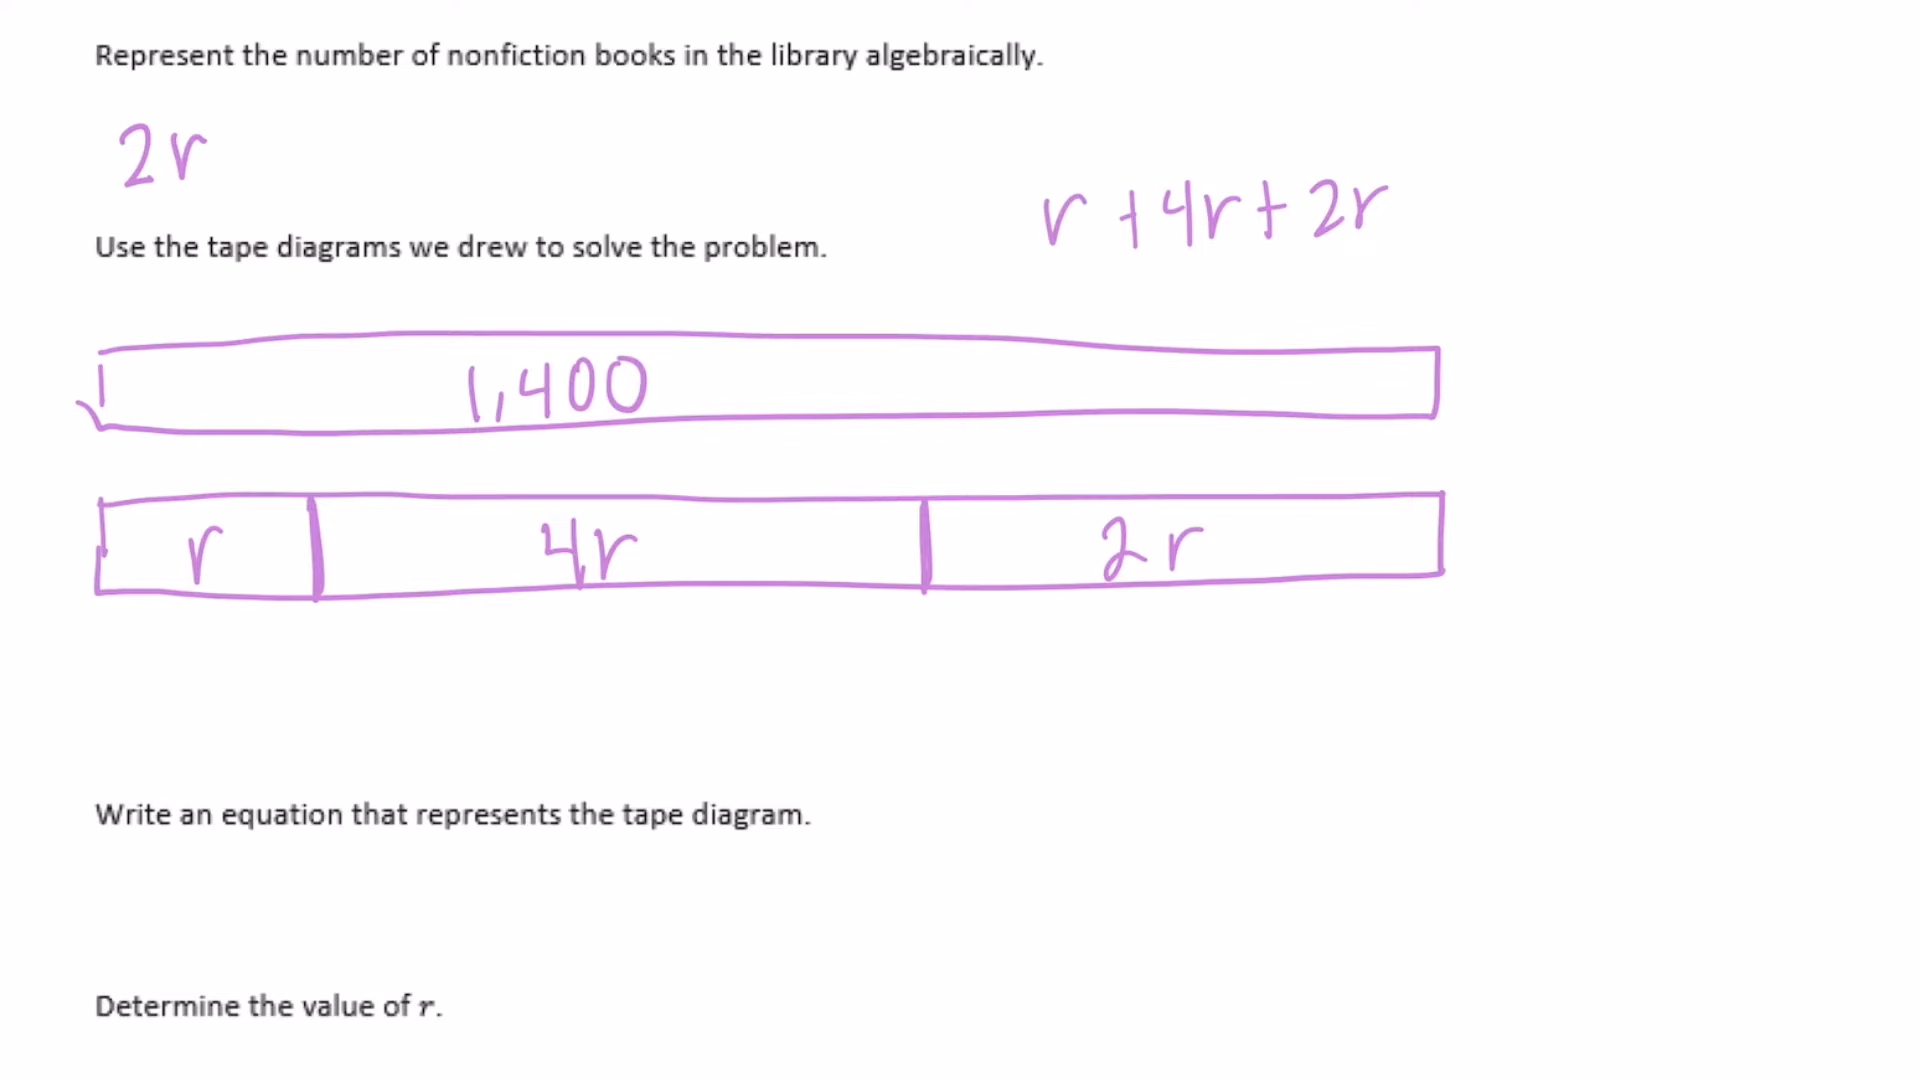 Represent the number of nonfiction books in the library algebraically.
2r
r + 4r + 2r
Use the tape diagrams we drew to solve the problem.
1,400
r 4r 2r
Write an equation that represents the tape diagram.
Determine the value of r.